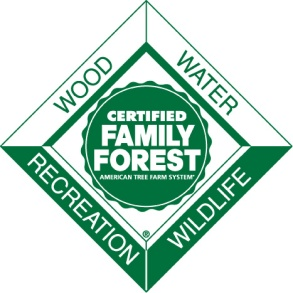 WOOD
WATER
CERTIFIED
FAMILY
FOREST
AMERICAN TREE FARM SYSTEM®
RECREATION
WILDLIFE
®